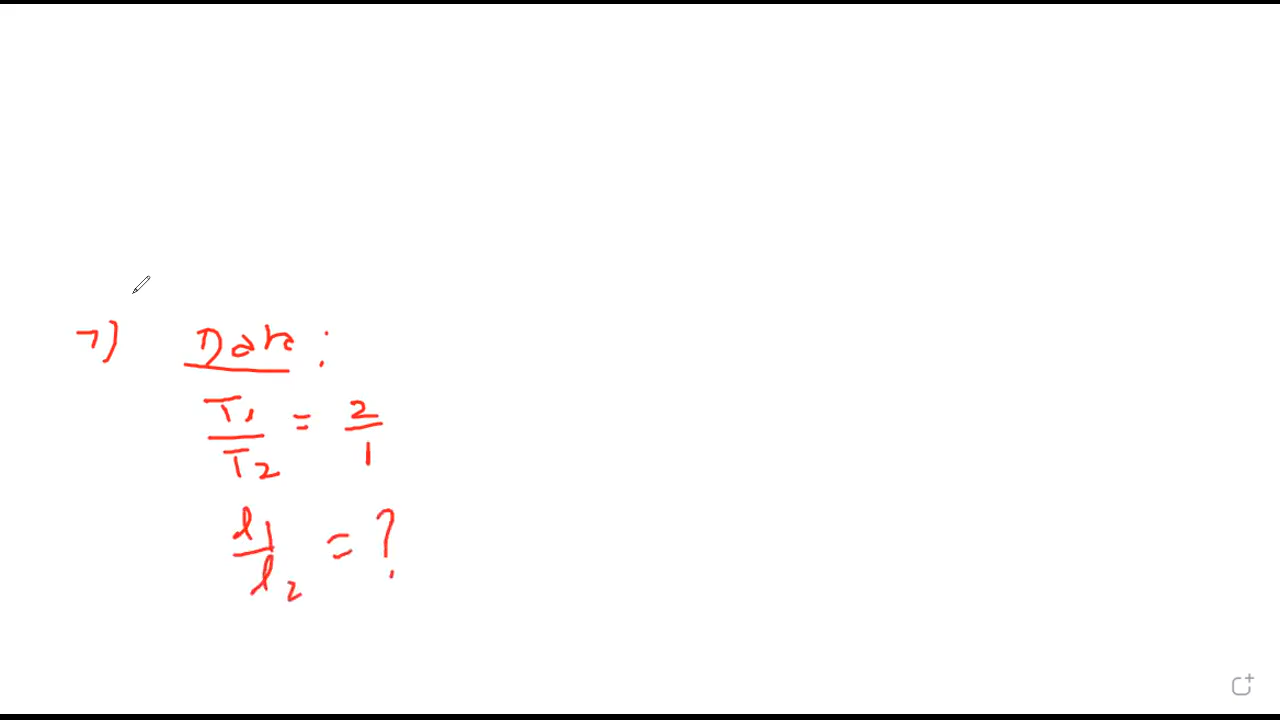 7) Data :
T1/T2 = 2/1
l1/l2 = ?